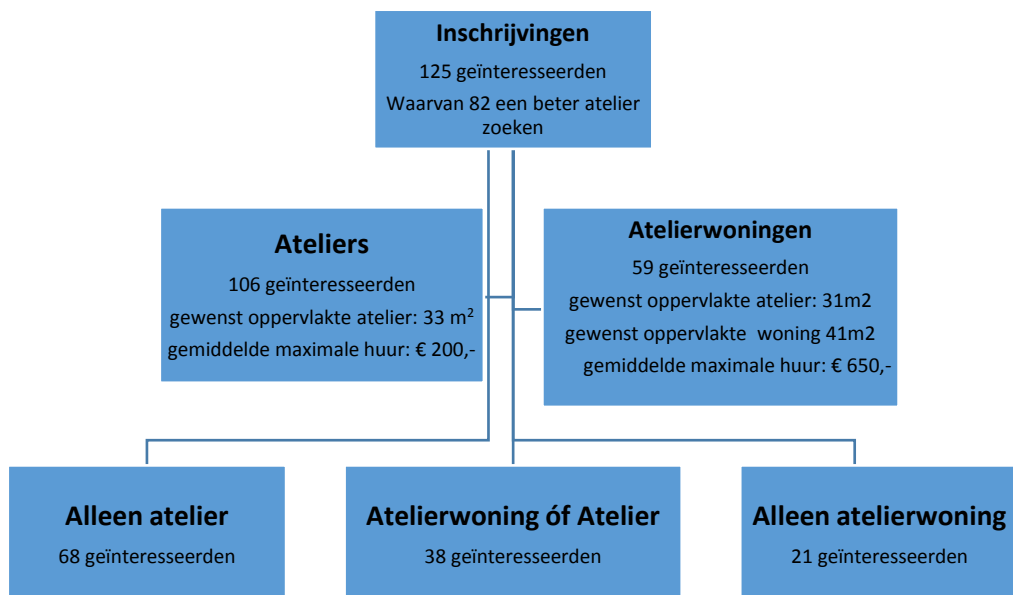 Inschrijvingen
125 geïnteresseerden
Waarvan 82 een beter atelier
zoeken
Ateliers
106 geïnteresseerden
gewenst oppervlakte atelier: 33 m²
gemiddelde maximale huur: € 200,-
Atelierwoningen
59 geïnteresseerden
gewenst oppervlakte atelier: 31m2
gewenst oppervlakte woning 41m2
gemiddelde maximale huur: € 650,-
Alleen atelier
68 geïnteresseerden
Atelierwoning óf Atelier
38 geïnteresseerden
Alleen atelierwoning
21 geïnteresseerden